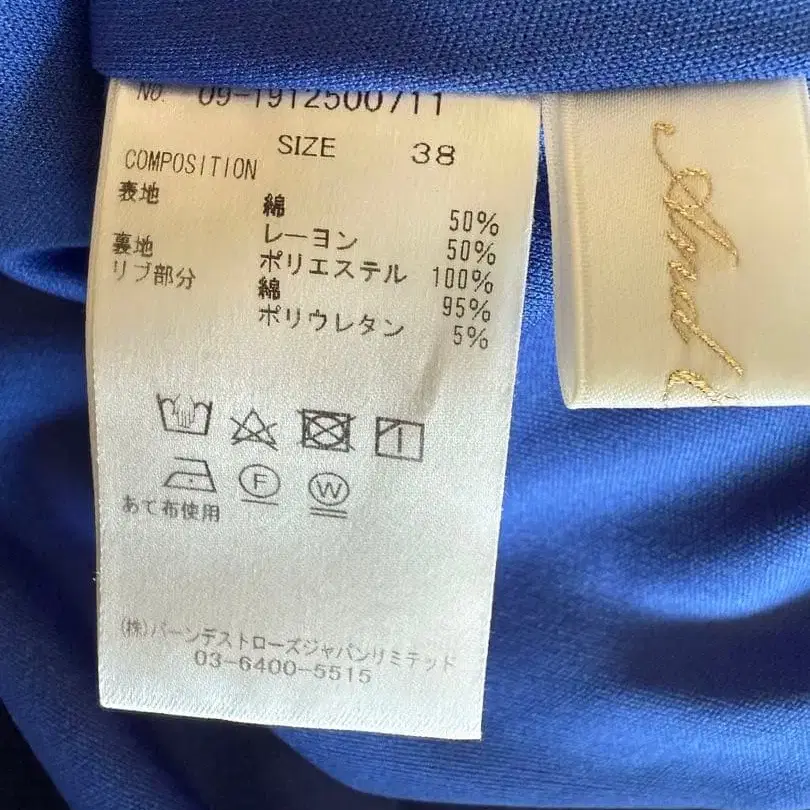 NO. 09-1912500711
SIZE 38
COMPOSITION
表地 綿 50%
レーヨン 50%
裏地 ポリエステル 100%
リブ部分 綿 95%
ポリウレタン 5%
F W
あて布使用
(株)バーンデストローズジャパンリミテッド
03-6400-5515